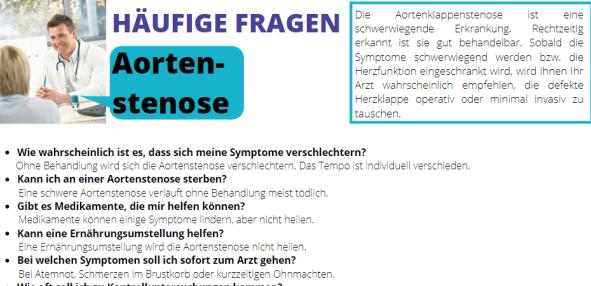 HÄUFIGE FRAGEN
Aorten-
stenose
Die Aortenklappenstenose ist eine
schwerwiegende Erkrankung. Rechtzeitig
erkannt ist sie gut behandelbar. Sobald die
Symptome schwerwiegend werden bzw. die
Herzfunktion eingeschränkt wird, wird Ihnen Ihr
Arzt wahrscheinlich empfehlen, die defekte
Herzklappe operativ oder minimal invasiv zu
tauschen.
• Wie wahrscheinlich ist es, dass sich meine Symptome verschlechtern?
Ohne Behandlung wird sich die Aortenstenose verschlechtern. Das Tempo ist individuell verschieden.
• Kann ich an einer Aortenstenose sterben?
Eine schwere Aortenstenose verläuft ohne Behandlung meist tödlich.
• Gibt es Medikamente, die mir helfen können?
Medikamente können einige Symptome lindern, aber nicht heilen.
• Kann eine Ernährungsumstellung helfen?
Eine Ernährungsumstellung wird die Aortenstenose nicht heilen.
• Bei welchen Symptomen soll ich sofort zum Arzt gehen?
Bei Atemnot, Schmerzen im Brustkorb oder kurzzeitigen Ohnmachten.
• Wie oft soll ich zu Kontrolluntersuchungen kommen?